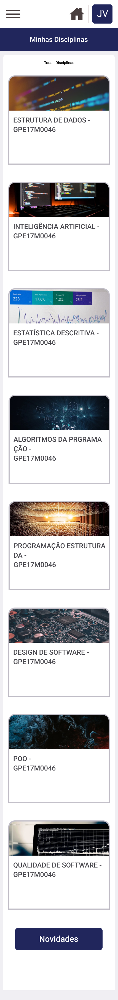 JV
Minhas Disciplinas
Todas Disciplinas
ESTRUTURA DE DADOS -
GPE17M0046
INTELIGÊNCIA ARTIFICIAL -
GPE17M0046
Total clicks
Total impressions
Average CTR
Average position
223
17.6K
1.3%
25.2
ESTATÍSTICA DESCRITIVA -
GPE17M0046
ALGORITMOS DA PRGRAMA
ÇÃO -
GPE17M0046
PROGRAMAÇÃO ESTRUTURA
DA -
GPE17M0046
DESIGN DE SOFTWARE -
GPE17M0046
POO -
GPE17M0046
QUALIDADE DE SOFTWARE -
GPE17M0046
Novidades